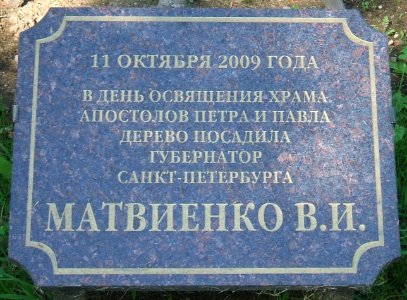 11 ОКТЯБРЯ 2009 ГОДА
В ДЕНЬ ОСВЯЩЕНИЯ ХРАМА
АПОСТОЛОВ ПЕТРА И ПАВЛА
ДЕРЕВО ПОСАДИЛА
ГУБЕРНАТОР
САНКТ-ПЕТЕРБУРГА
МАТВИЕНКО В.И.